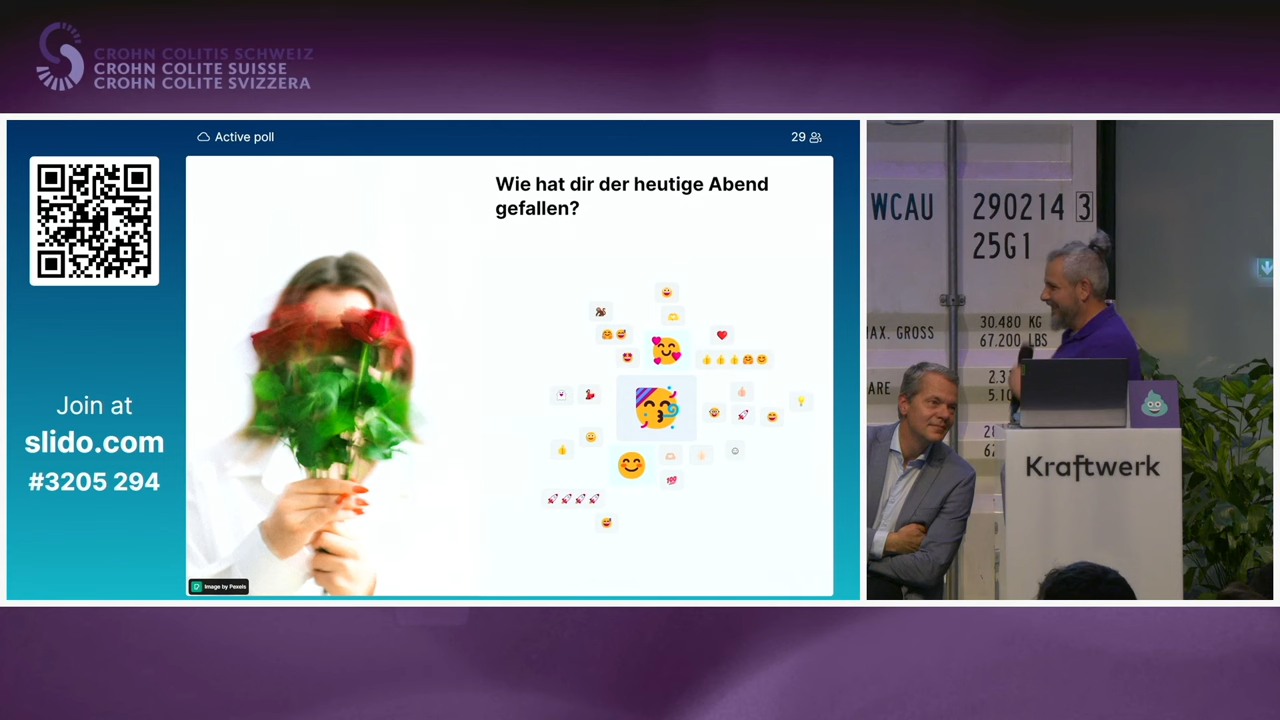 CROHN COLITIS SCHWEIZ
CROHN COLITE SUISSE
CROHN COLITE SVIZZERA
Active poll
29
Wie hat dir der heutige Abend
gefallen?
Join at
slido.com
#3205 294
Image by Pexels
WCAU 290214 3
25G1
MAX. GROSS 30.480 KG
67.200 LBS
Kraftwerk